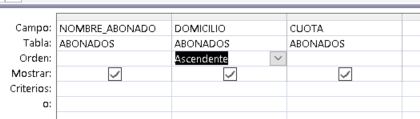 Campo: NOMBRE_ABONADO DOMICILIO CUOTA
Tabla: ABONADOS ABONADOS ABONADOS
Orden: Ascendente
Mostrar:
Criterios:
o: